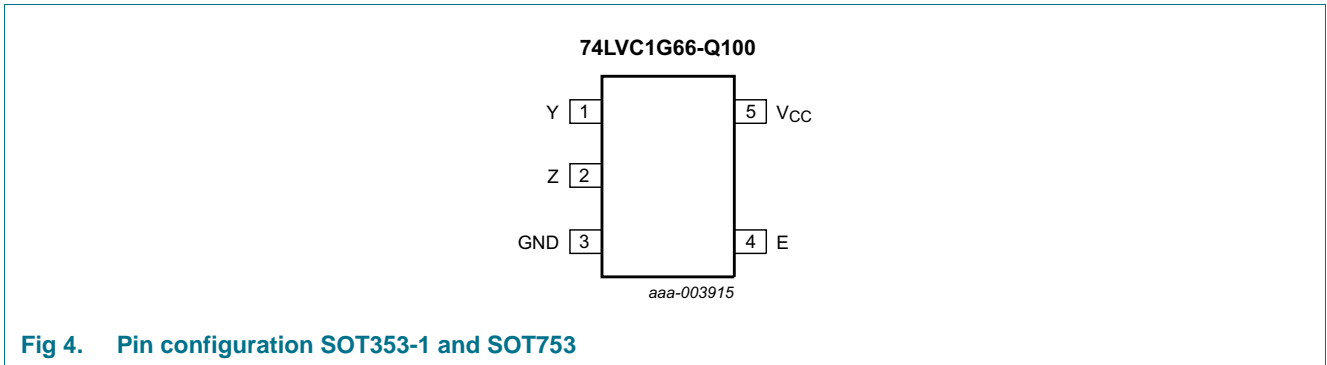 74LVC1G66-Q100
Y 1
5 VCC
Z 2
GND 3
4 E
aaa-003915
Fig 4. Pin configuration SOT353-1 and SOT753